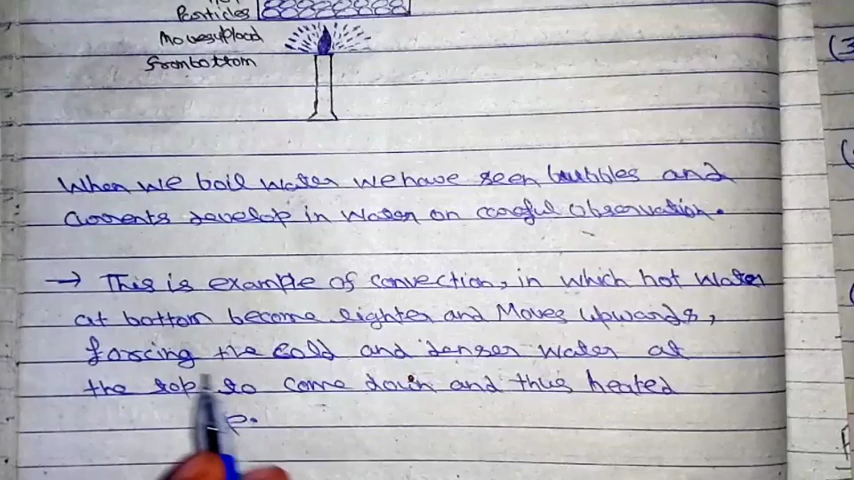 Particles
Moves upload
from bottom
When we boil water we have seen bubbles and
currents develop in water on careful observation.
→ This is example of convection, in which hot water
at bottom become lighter and Moves upwards,
forcing the cold and denser water at
the top to come down and thus heated
p.
(3